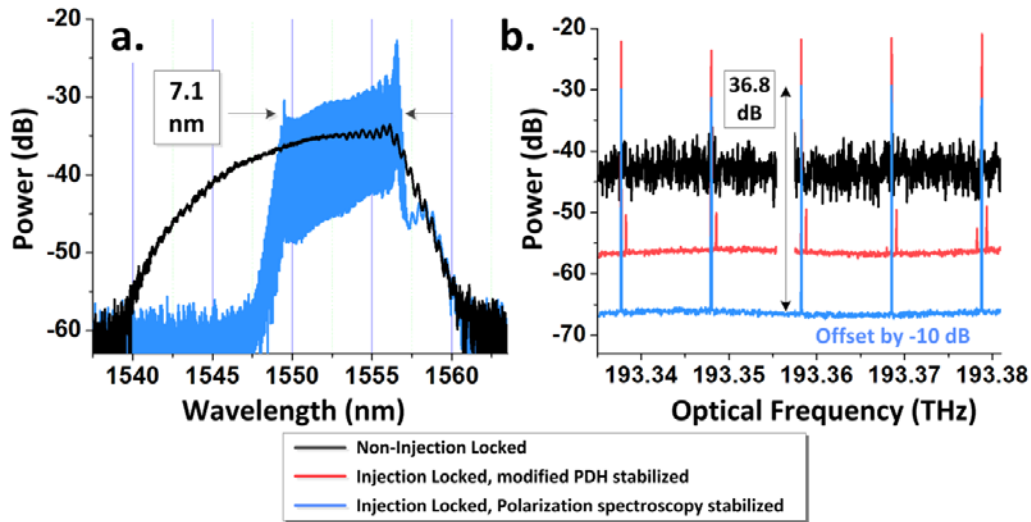 a.
-20
-30
-40
-50
-60
Power (dB)
7.1
nm
1540
1545
1550
1555
1560
Wavelength (nm)
b.
-20
-30
-40
-50
-60
-70
Power (dB)
36.8
dB
Offset by -10 dB
193.34
193.35
193.36
193.37
193.38
Optical Frequency (THz)
Non-Injection Locked
Injection Locked, modified PDH stabilized
Injection Locked, Polarization spectroscopy stabilized